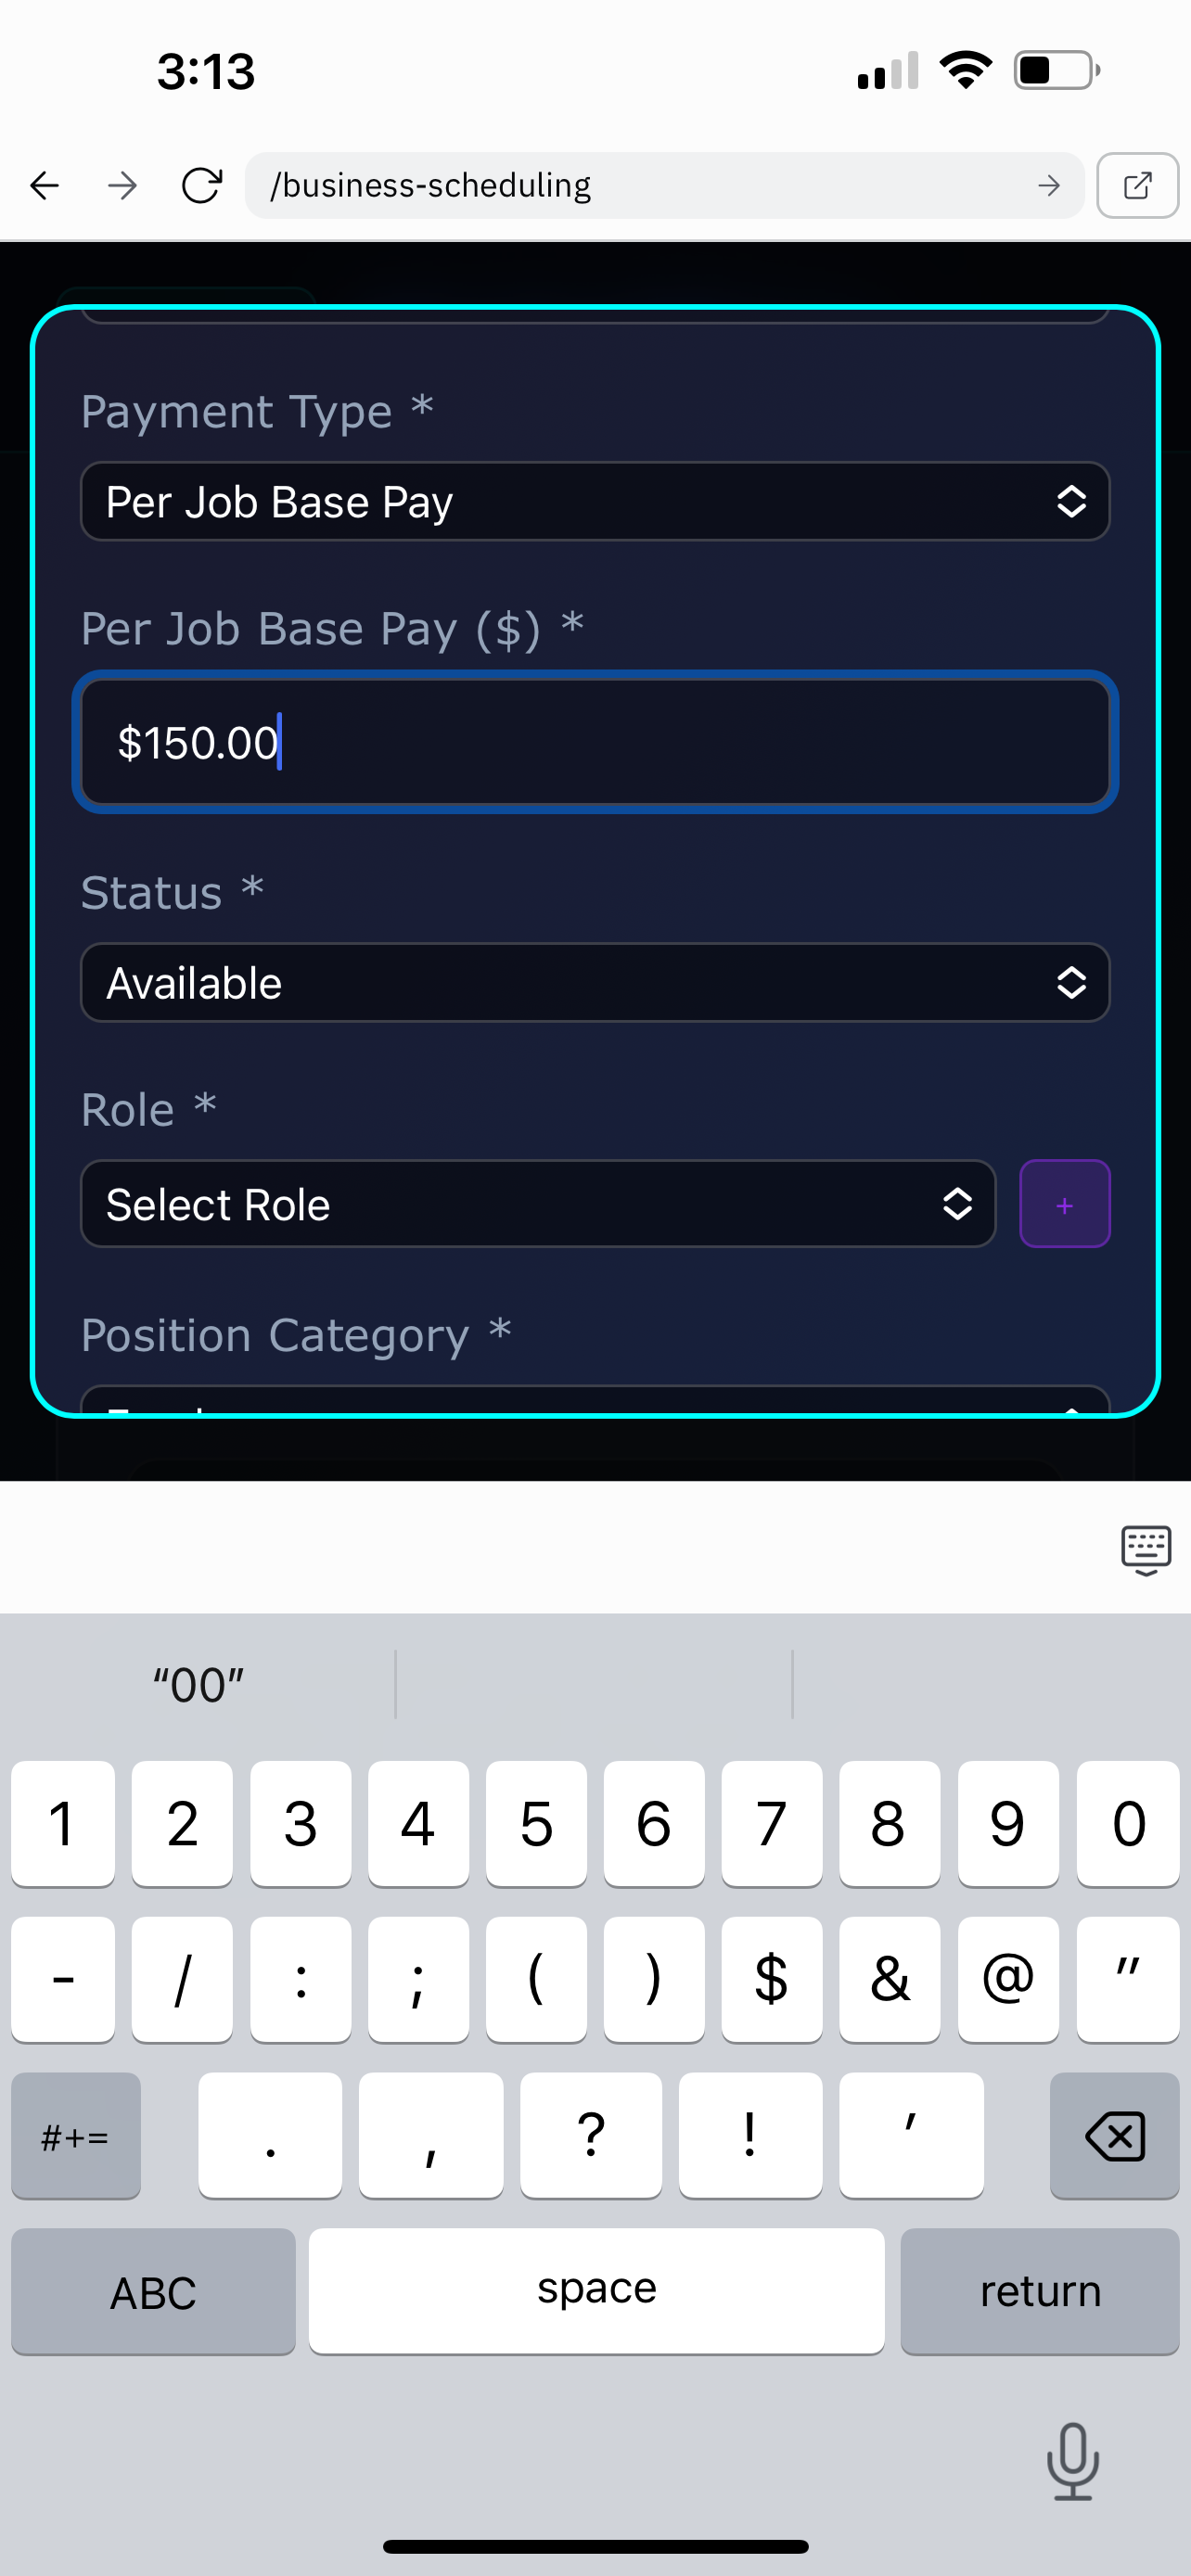 3:13
/business-scheduling
Payment Type *
Per Job Base Pay
Per Job Base Pay ($) *
$150.00
Status *
Available
Role *
Select Role
+
Position Category *
“00”
1 2 3 4 5 6 7 8 9 0
- / : ; ( ) $ & @ "
#+= . , ? ! ’
ABC space return